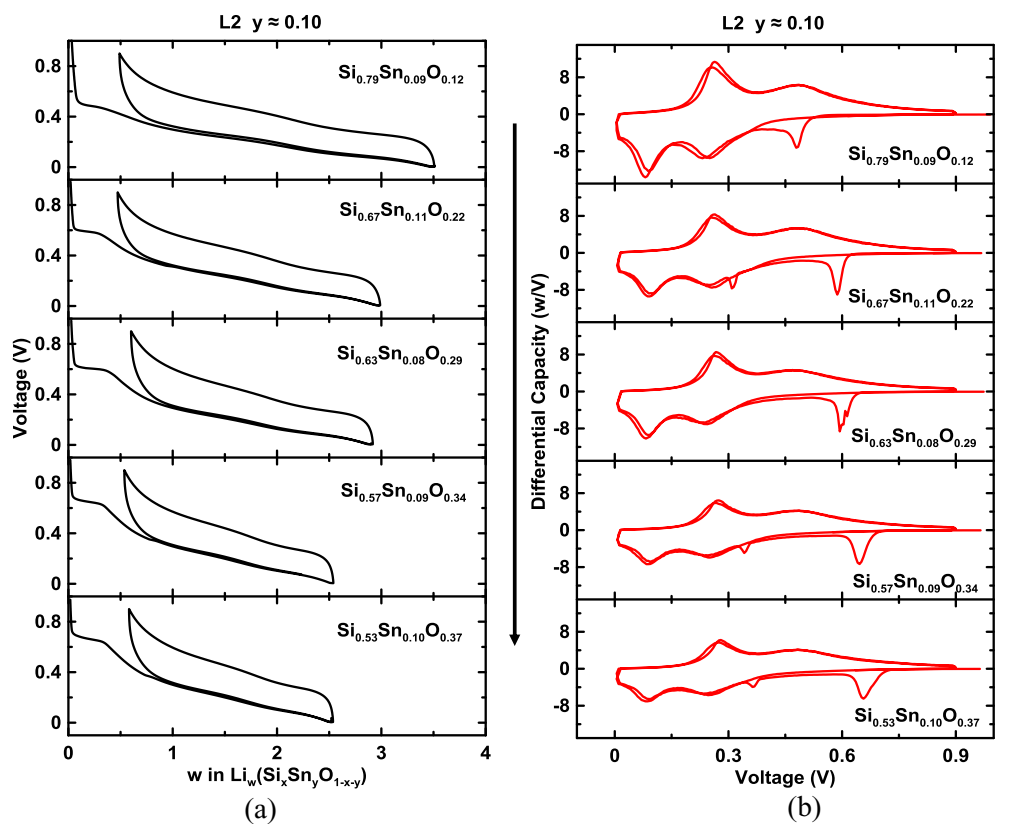 L2 y ≈ 0.10
L2 y ≈ 0.10
Voltage (V)
0.8
0.4
0
Si0.79Sn0.09O0.12
0.8
0.4
0
Si0.67Sn0.11O0.22
0.8
0.4
0
Si0.63Sn0.08O0.29
0.8
0.4
0
Si0.57Sn0.09O0.34
0.8
0.4
0
Si0.53Sn0.10O0.37
0 1 2 3 4
w in Liw(SixSnyO1-x-y)
(a)
Differential Capacity (w/V)
8
0
-8
Si0.79Sn0.09O0.12
8
0
-8
Si0.67Sn0.11O0.22
8
0
-8
Si0.63Sn0.08O0.29
8
0
-8
Si0.57Sn0.09O0.34
8
0
-8
Si0.53Sn0.10O0.37
0 0.3 0.6 0.9
Voltage (V)
(b)